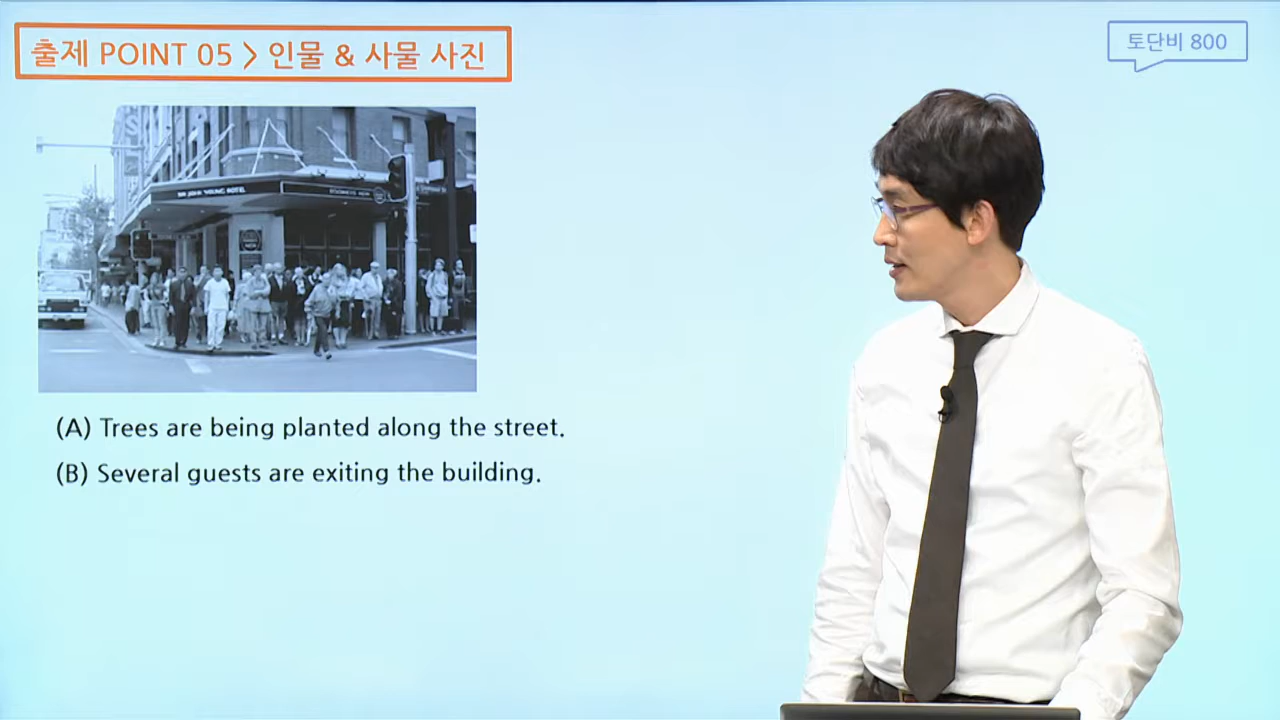 출제 POINT 05 > 인물 & 사물 사진
토단비 800
(A) Trees are being planted along the street.
(B) Several guests are exiting the building.